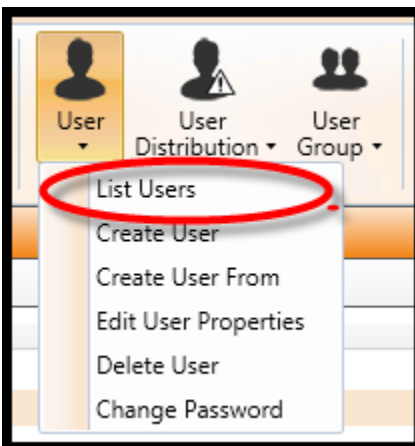 User
User
User
Distribution
Group
List Users
Create User
Create User From
Edit User Properties
Delete User
Change Password